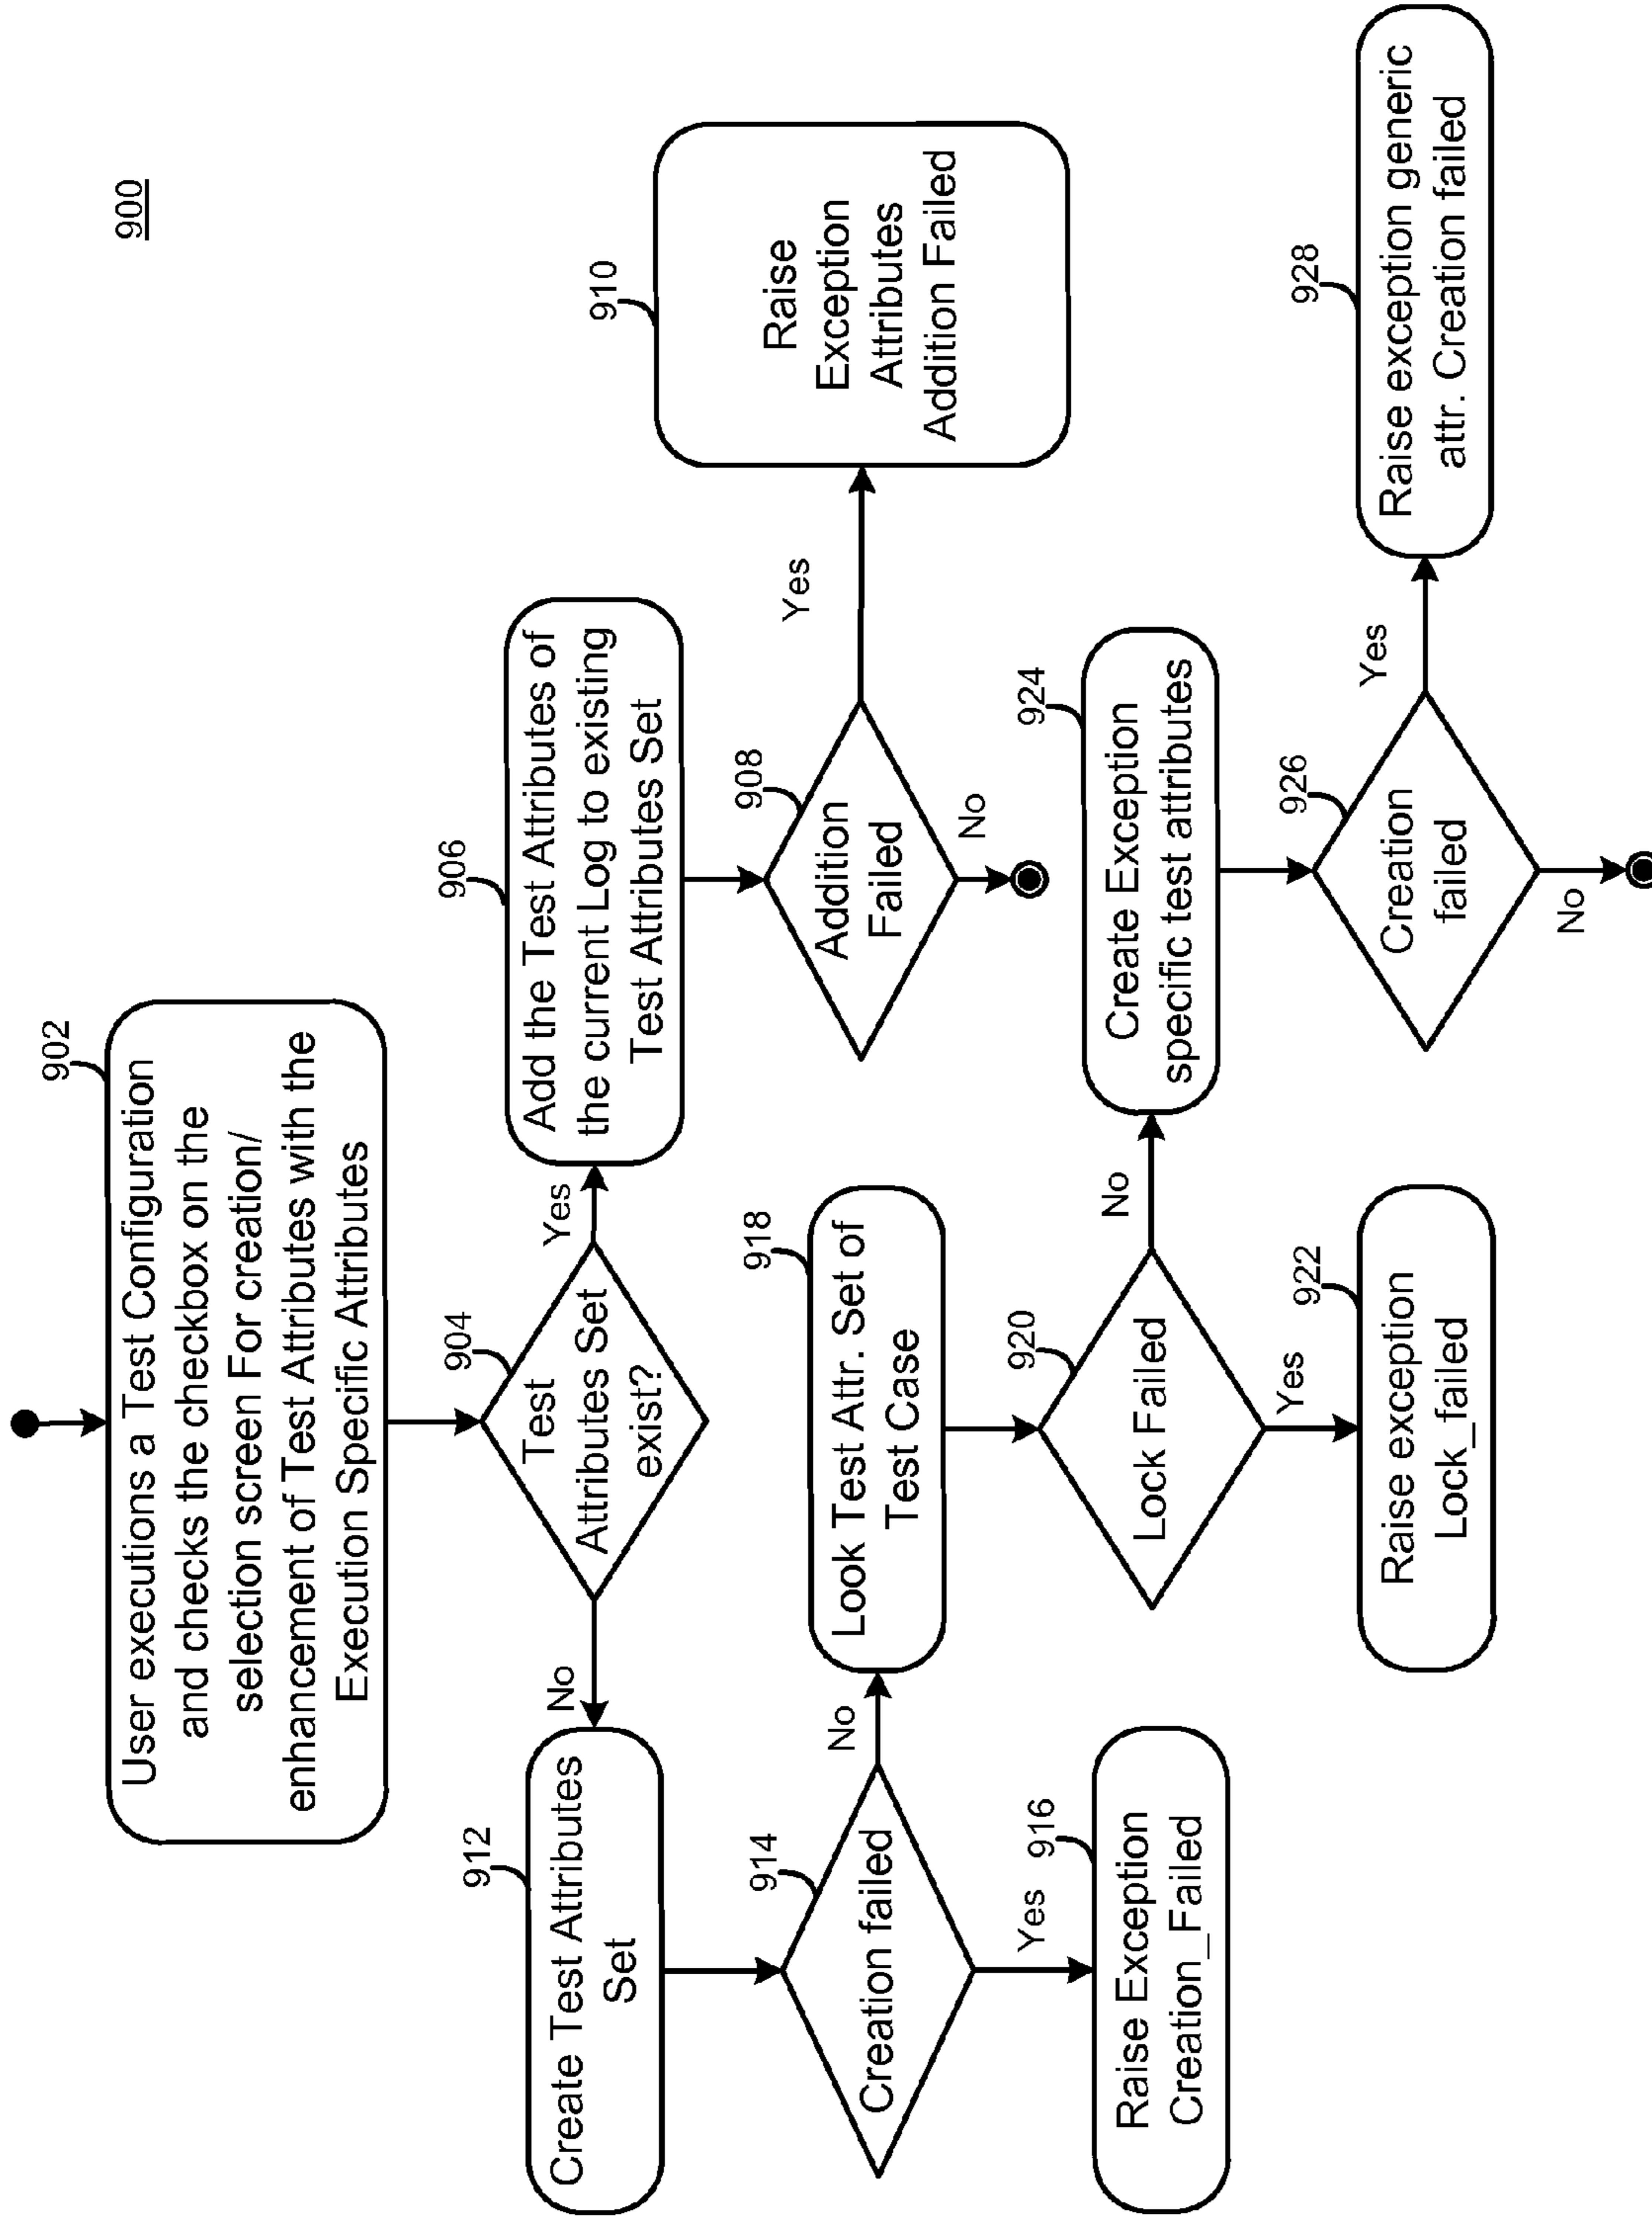 900
902
User executions a Test Configuration
and checks the checkbox on the
selection screen For creation/
enhancement of Test Attributes with the
Execution Specific Attributes
904
Test
Attributes Set
exist?
Yes
No
906
Add the Test Attributes of
the current Log to existing
Test Attributes Set
908
Addition
Failed
Yes
No
910
Raise
Exception
Attributes
Addition Failed
912
Create Test Attributes
Set
914
Creation failed
No
Yes
916
Raise Exception
Creation_Failed
918
Look Test Attr. Set of
Test Case
920
Lock Failed
No
Yes
922
Raise exception
Lock_failed
924
Create Exception
specific test attributes
926
Creation
failed
Yes
No
928
Raise exception generic
attr. Creation failed